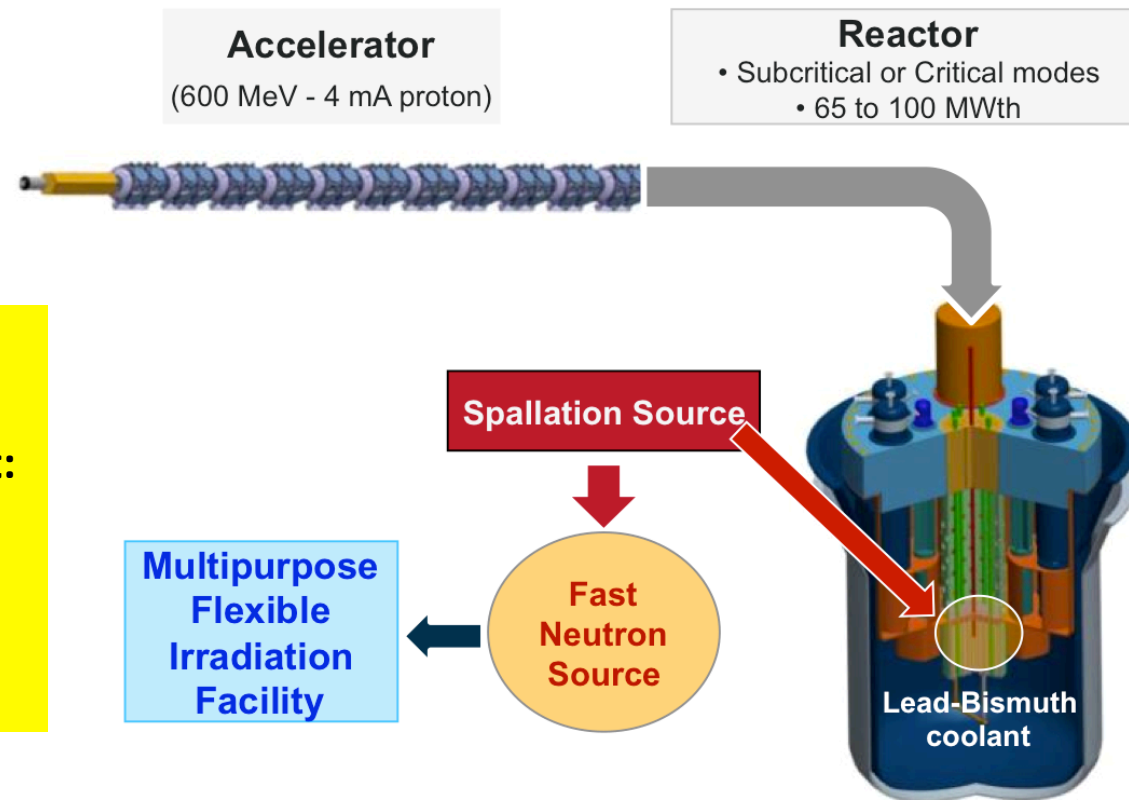 Accelerator
(600 MeV - 4 mA proton)
Reactor
• Subcritical or Critical modes
• 65 to 100 MWth
Spallation Source
Multipurpose
Flexible
Irradiation
Facility
Fast
Neutron
Source
Lead-Bismuth
coolant